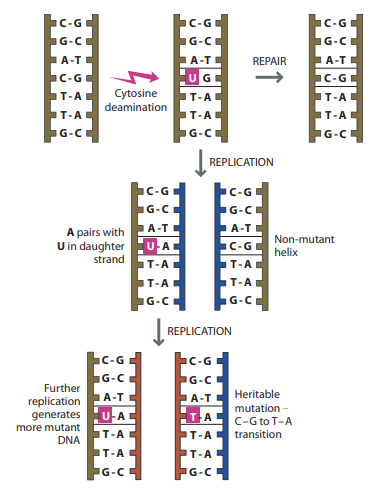 C-G
G-C
A-T
C-G
T-A
T-A
G-C
Cytosine
deamination
C-G
G-C
A-T
U G
T-A
T-A
G-C
REPAIR
C-G
G-C
A-T
C-G
T-A
T-A
G-C
REPLICATION
A pairs with
U in daughter
strand
C-G
G-C
A-T
U-A
T-A
T-A
G-C
C-G
G-C
A-T
C-G
T-A
T-A
G-C
Non-mutant
helix
REPLICATION
Further
replication
generates
more mutant
DNA
C-G
G-C
A-T
U-A
T-A
T-A
G-C
C-G
G-C
A-T
T-A
T-A
T-A
G-C
Heritable
mutation –
C–G to T–A
transition